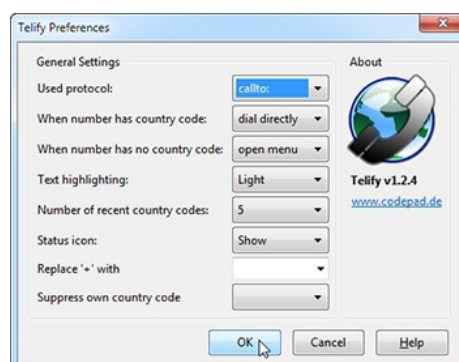 Telify Preferences
General Settings
Used protocol: callto:
When number has country code: dial directly
When number has no country code: open menu
Text highlighting: Light
Number of recent country codes: 5
Status icon: Show
Replace '+' with
Suppress own country code
About
Telify v1.2.4
www.codepad.de
OK Cancel Help